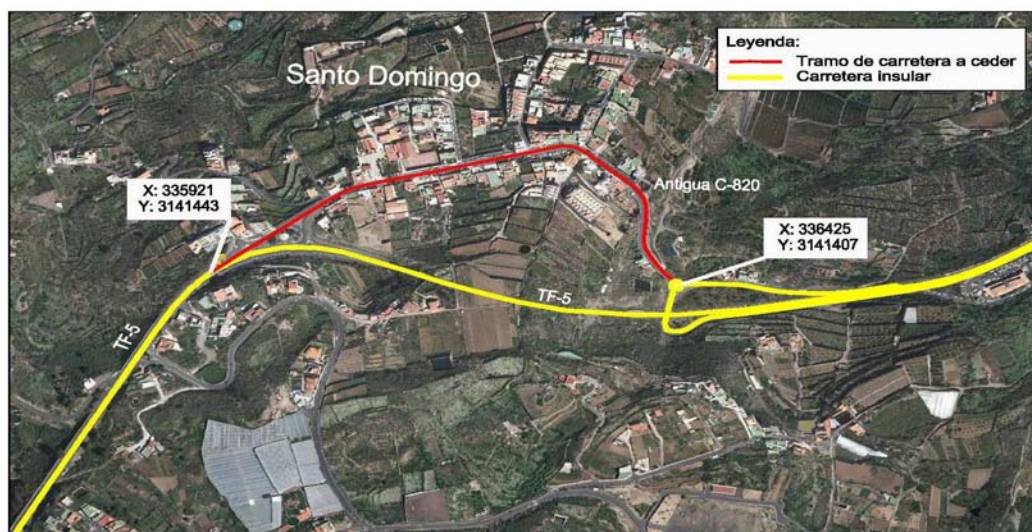 Leyenda:
Tramo de carretera a ceder
Carretera insular
Santo Domingo
X: 335921
Y: 3141443
Antigua C-820
X: 336425
Y: 3141407
TF-5
TF-5